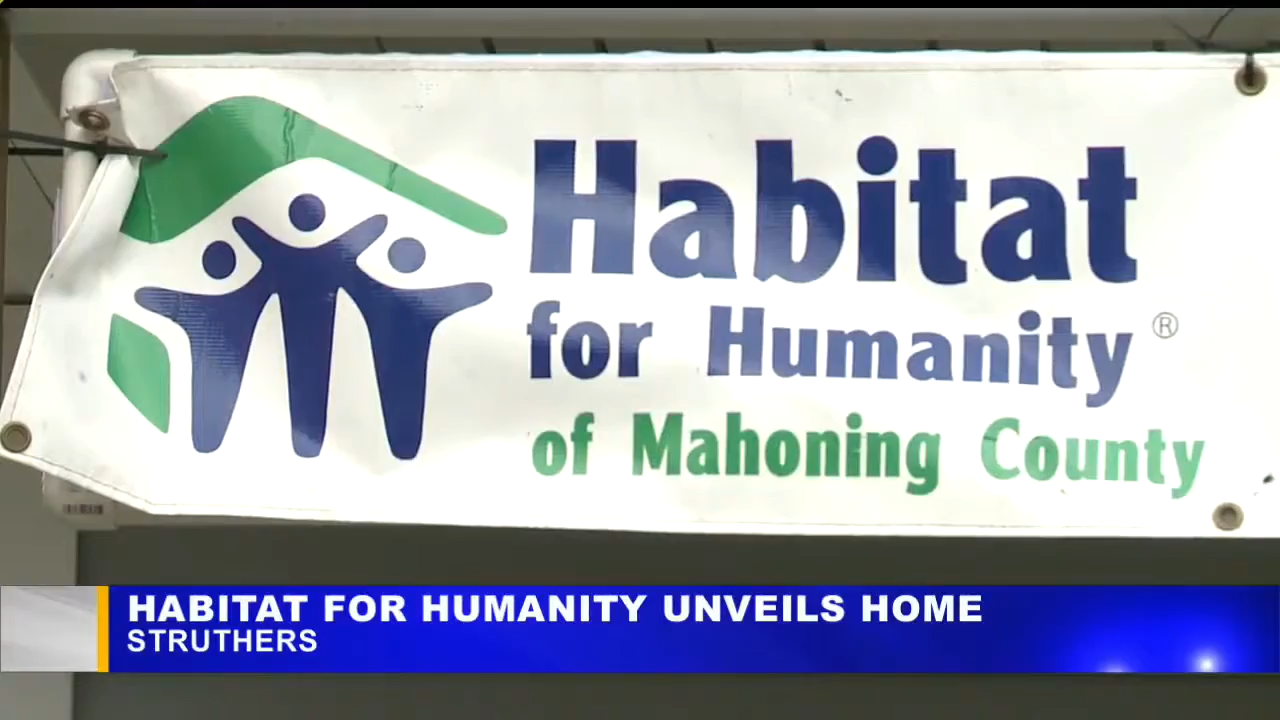 Habitat
for Humanity®
of Mahoning County
HABITAT FOR HUMANITY UNVEILS HOME
STRUTHERS